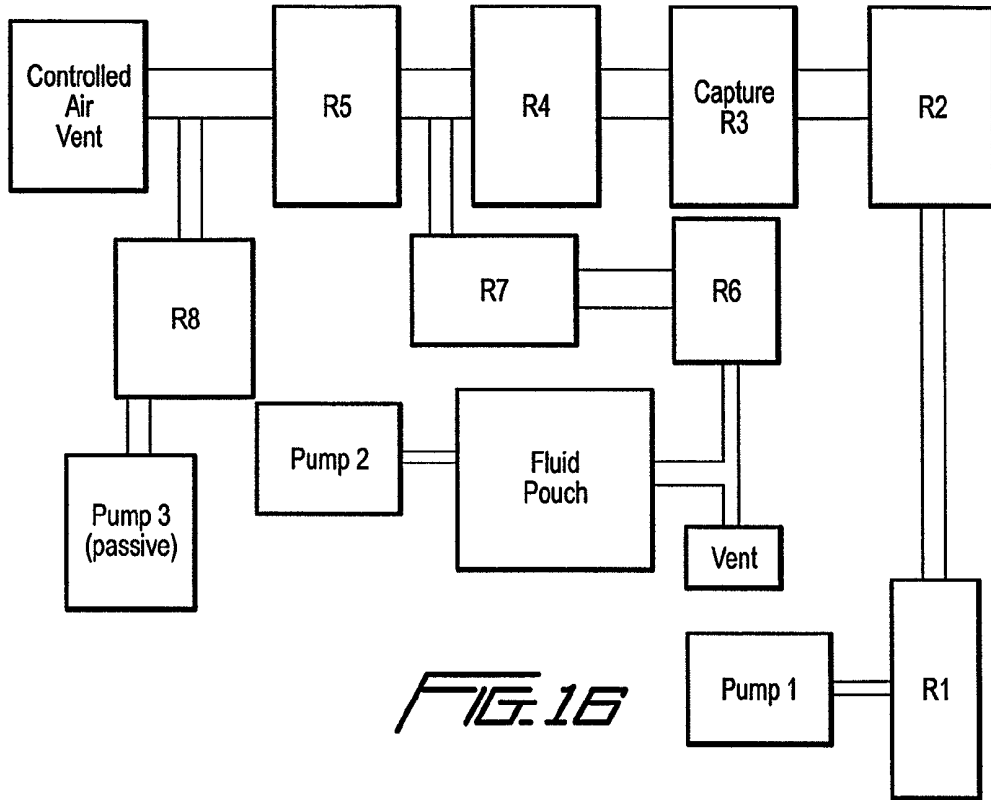 Controlled
Air
Vent
R5
R4
Capture
R3
R2
R8
R7
R6
Pump 2
Fluid
Pouch
Pump 3
(passive)
Vent
Pump 1
R1
FIG. 16